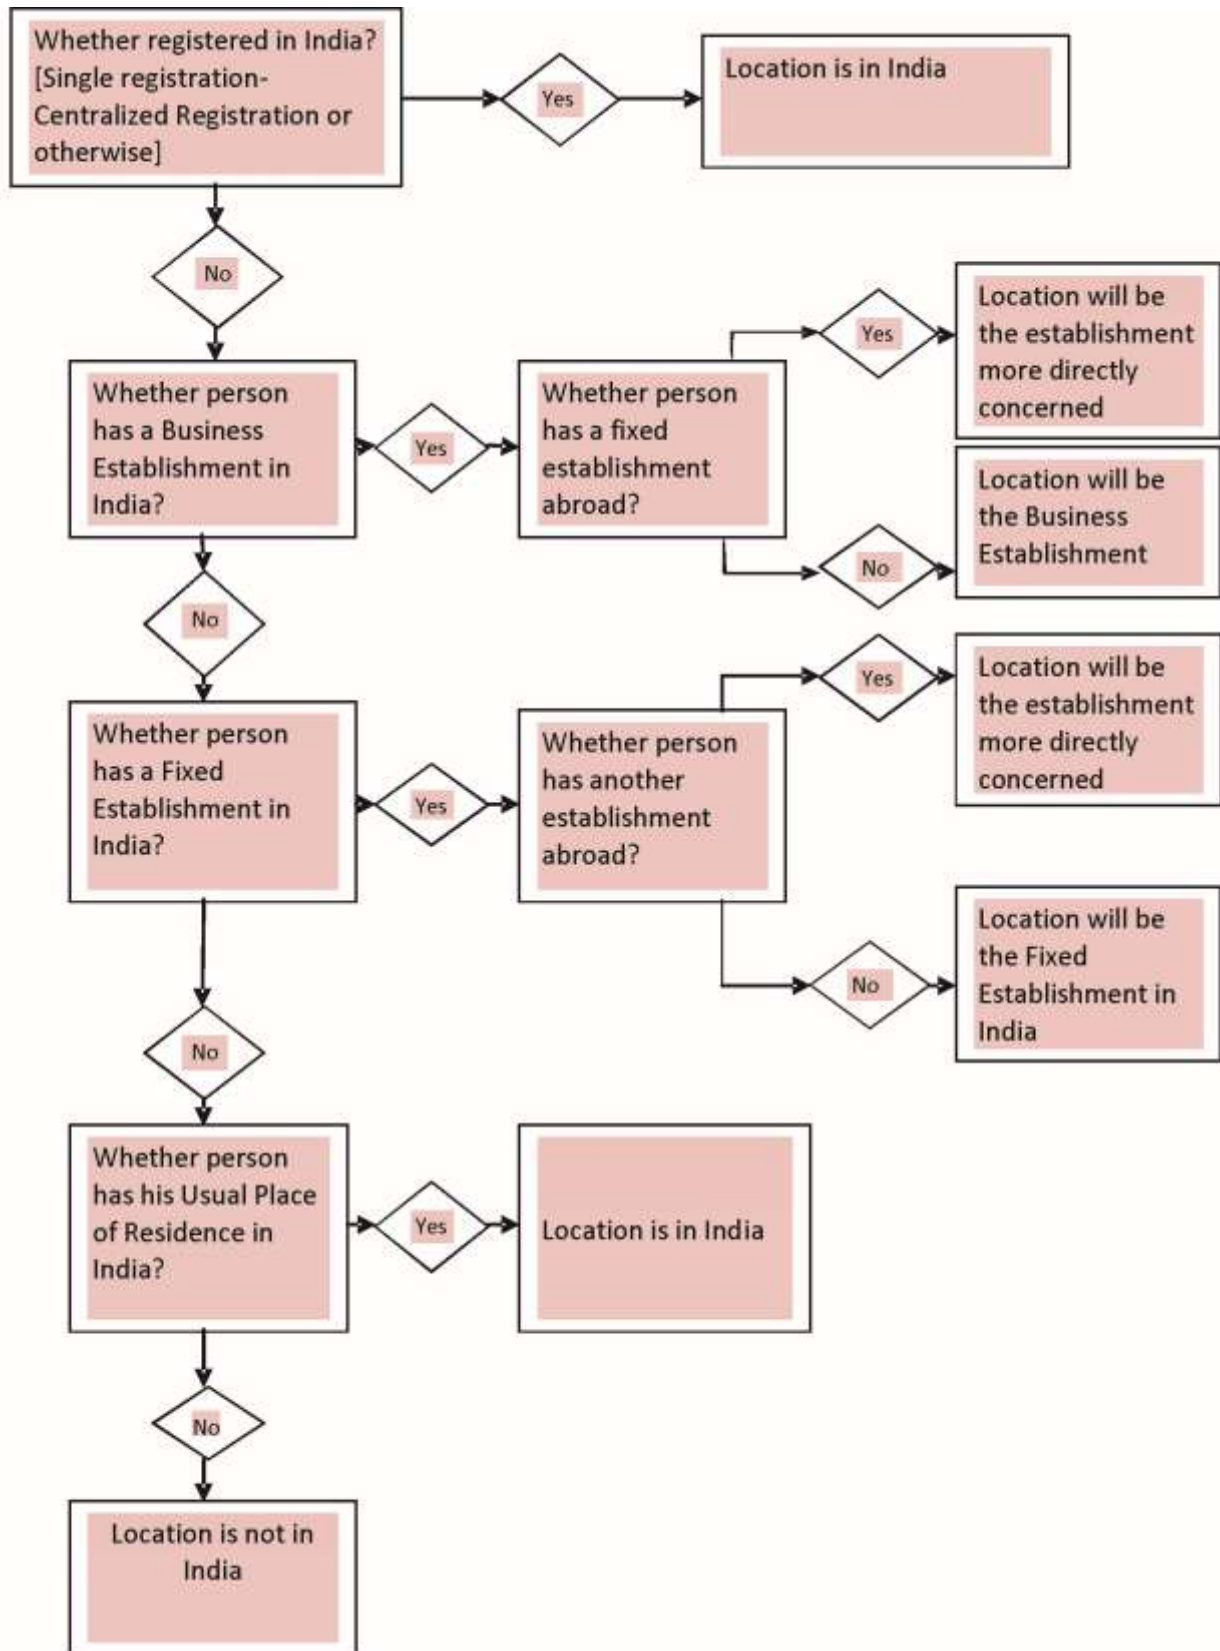 Whether registered in India?
[Single registration-
Centralized Registration or
otherwise]
Yes
Location is in India
No
Whether person
has a Business
Establishment in
India?
Yes
Whether person
has a fixed
establishment
abroad?
Yes
Location will be
the establishment
more directly
concerned
No
Location will be
the Business
Establishment
No
Whether person
has a Fixed
Establishment in
India?
Yes
Whether person
has another
establishment
abroad?
Yes
Location will be
the establishment
more directly
concerned
No
Location will be
the Fixed
Establishment in
India
No
Whether person
has his Usual Place
of Residence in
India?
Yes
Location is in India
No
Location is not in
India